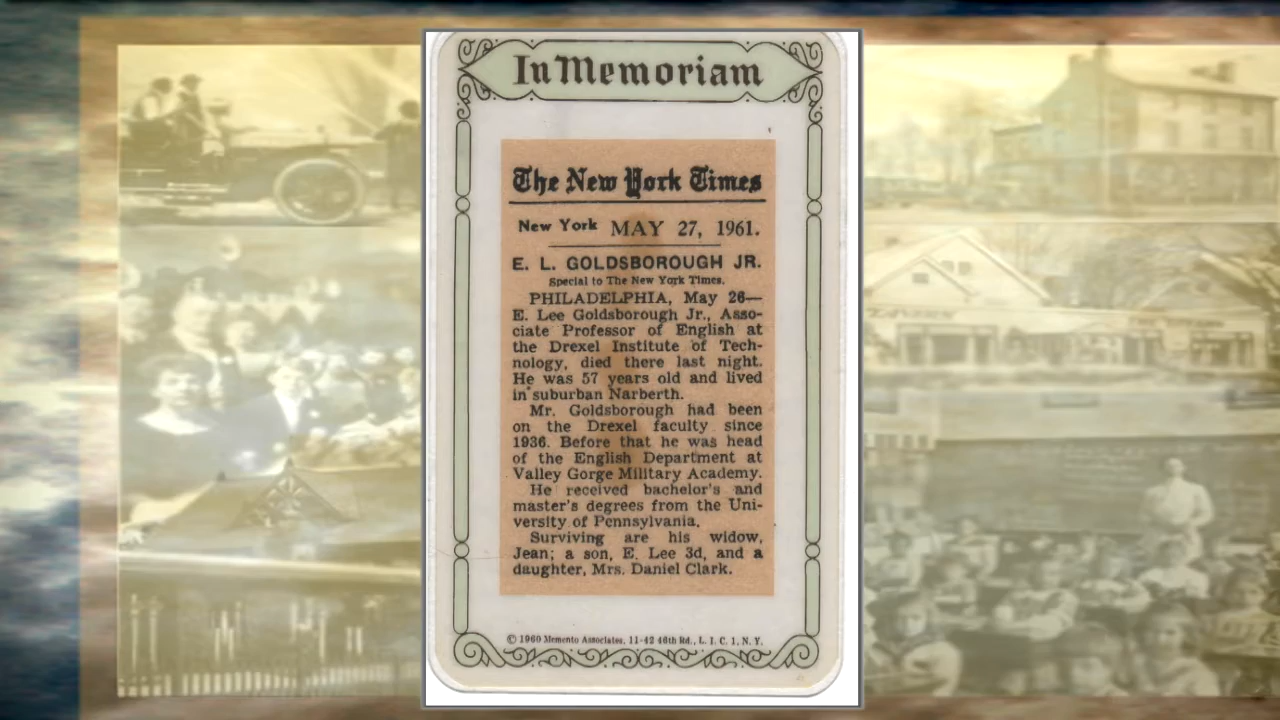 In Memoriam
The New York Times
New York MAY 27, 1961.
E. L. GOLDSBOROUGH JR.
Special to The New York Times.
PHILADELPHIA, May 26—
E. Lee Goldsborough Jr., Asso-
ciate Professor of English at
the Drexel Institute of Tech-
nology, died there last night.
He was 57 years old and lived
in suburban Narberth.
Mr. Goldsborough had been
on the Drexel faculty since
1936. Before that he was head
of the English Department at
Valley Gorge Military Academy.
He received bachelor's and
master's degrees from the Uni-
versity of Pennsylvania.
Surviving are his widow,
Jean; a son, E. Lee 3d, and a
daughter, Mrs. Daniel Clark.
© 1960 Memento Associates, 11-42 46th Rd., L. I. C. 1, N. Y.